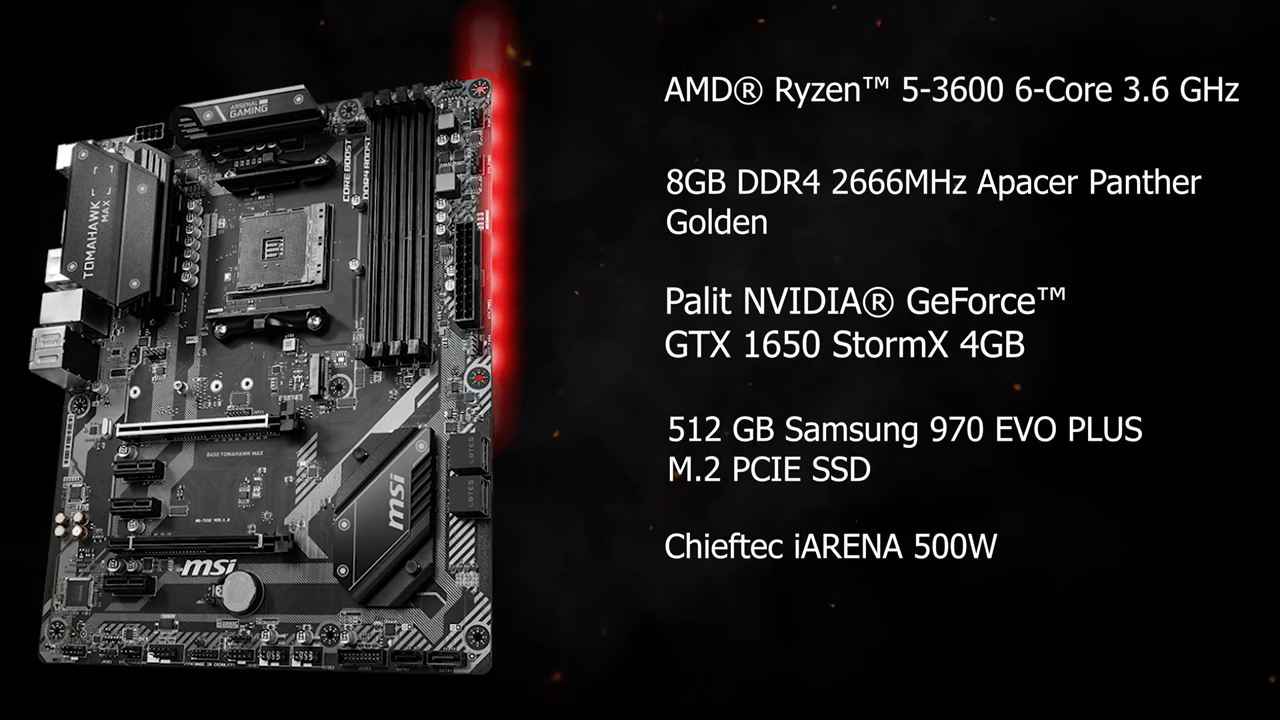 AMD® Ryzen™ 5-3600 6-Core 3.6 GHz
8GB DDR4 2666MHz Apacer Panther
Golden
Palit NVIDIA® GeForce™
GTX 1650 StormX 4GB
512 GB Samsung 970 EVO PLUS
M.2 PCIE SSD
Chieftec iARENA 500W
ARSENAL
GAMING
CORE BOOST
DDR4 BOOST
TOMAHAWK
MAX
B450 TOMAHAWK MAX
LOTES
LOTES
msi
msi